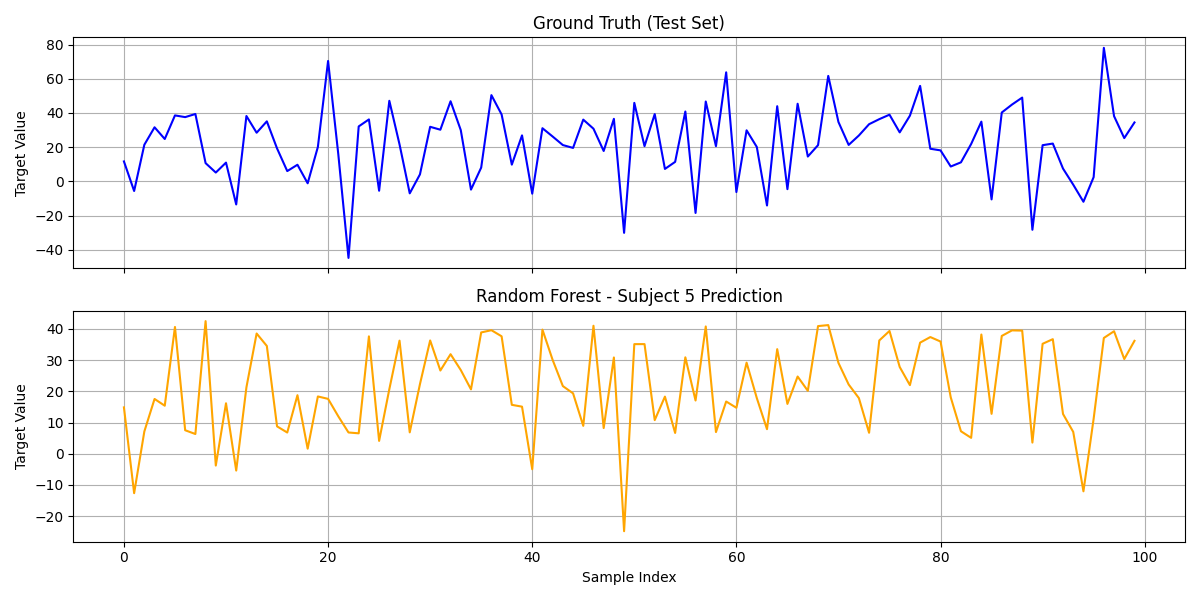 Ground Truth (Test Set)
80
60
40
20
0
−20
−40
Target Value
Random Forest - Subject 5 Prediction
40
30
20
10
0
−10
−20
Target Value
0 20 40 60 80 100
Sample Index